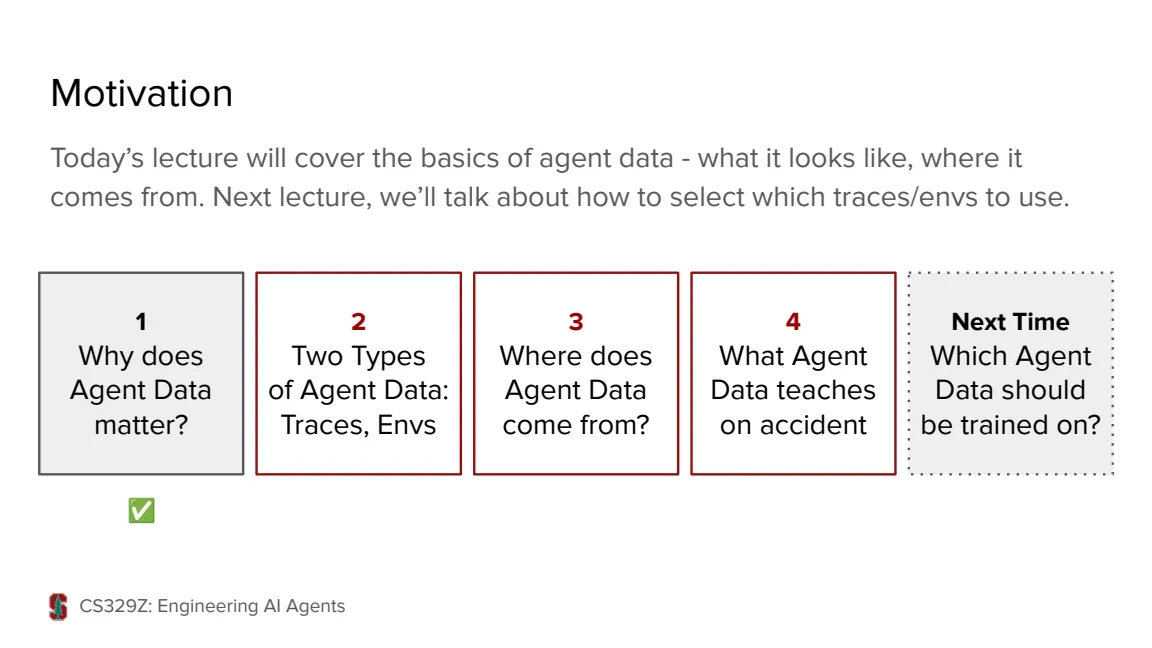 Motivation
Today’s lecture will cover the basics of agent data - what it looks like, where it
comes from. Next lecture, we’ll talk about how to select which traces/envs to use.
1
Why does
Agent Data
matter?
2
Two Types
of Agent Data:
Traces, Envs
3
Where does
Agent Data
come from?
4
What Agent
Data teaches
on accident
Next Time
Which Agent
Data should
be trained on?
CS329Z: Engineering AI Agents